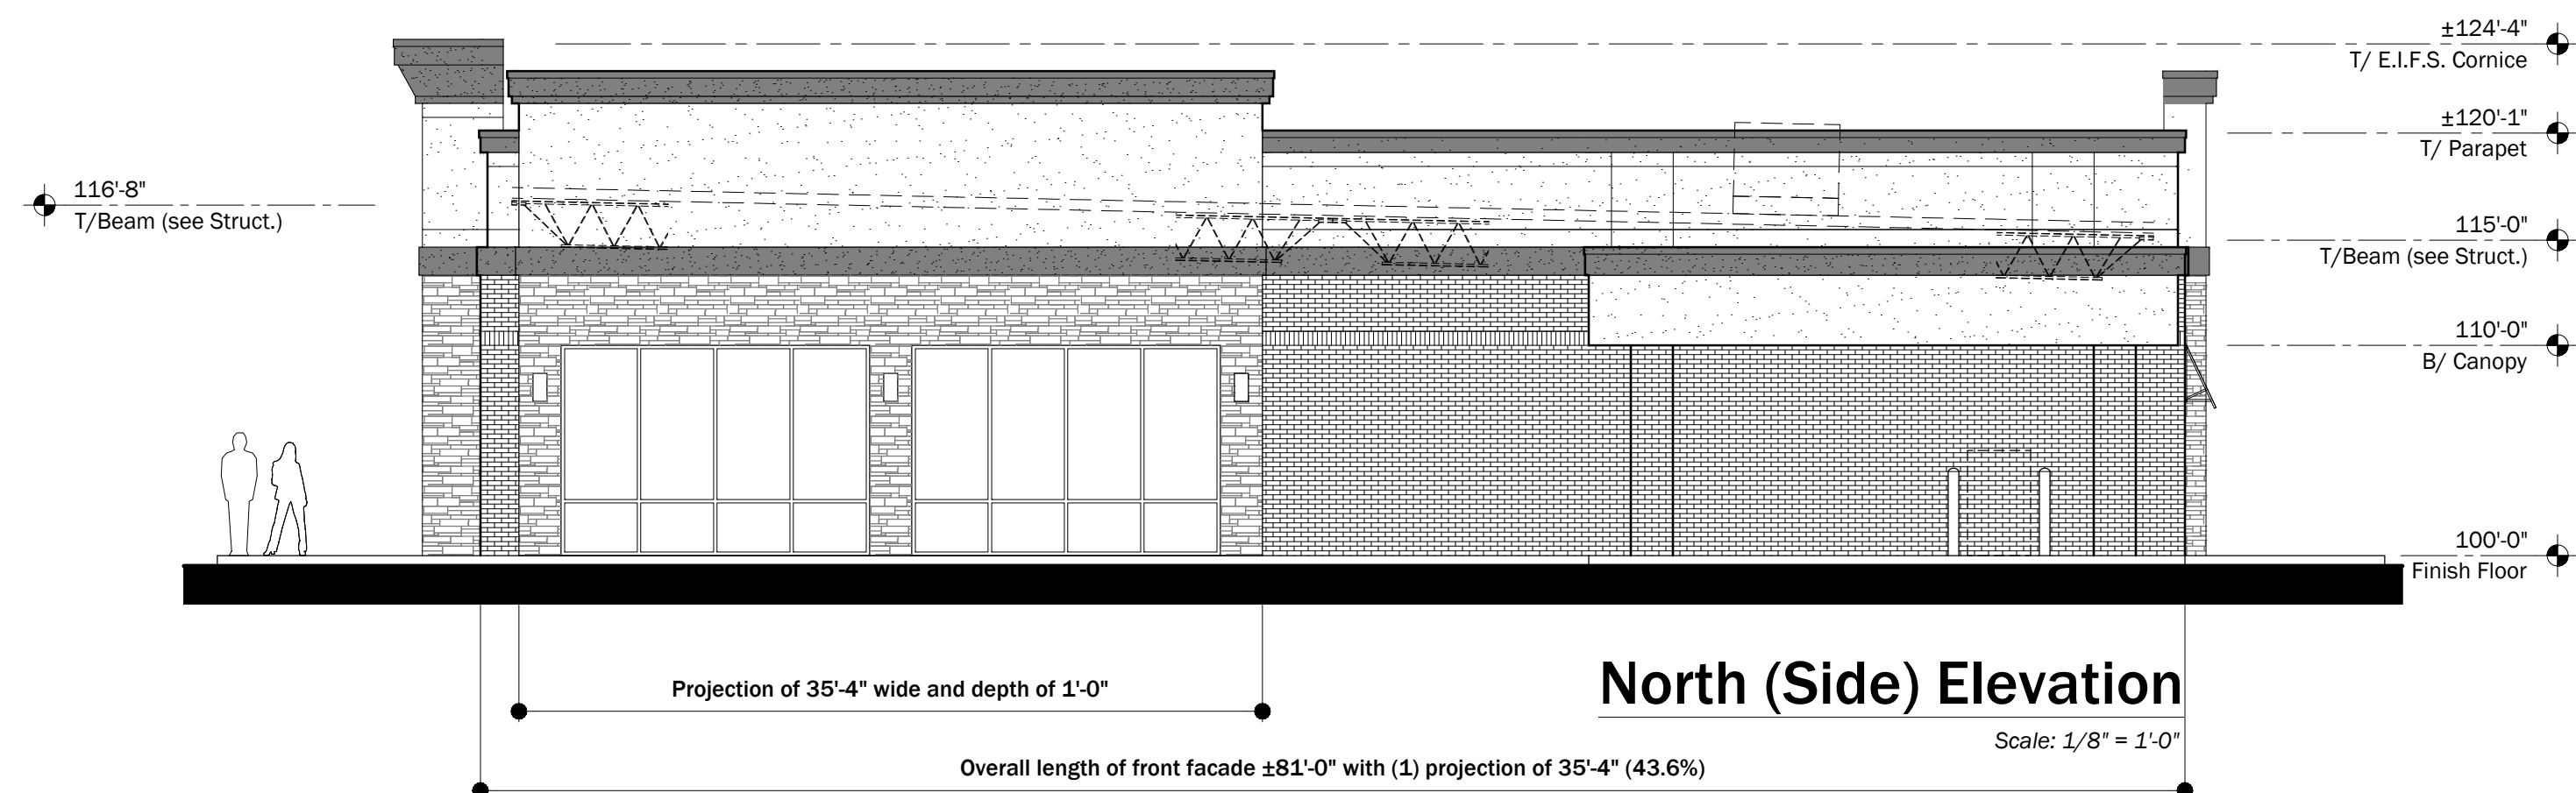 ±124'-4"
T/ E.I.F.S. Cornice
±120'-1"
T/ Parapet
116'-8"
T/Beam (see Struct.)
115'-0"
T/Beam (see Struct.)
110'-0"
B/ Canopy
100'-0"
Finish Floor
Projection of 35'-4" wide and depth of 1'-0"
North (Side) Elevation
Scale: 1/8" = 1'-0"
Overall length of front facade ±81'-0" with (1) projection of 35'-4" (43.6%)